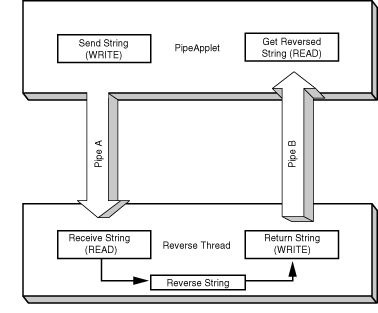 Send String
(WRITE)
PipeApplet
Get Reversed
String (READ)
Pipe A
Pipe B
Receive String
(READ)
Reverse Thread
Return String
(WRITE)
Reverse String